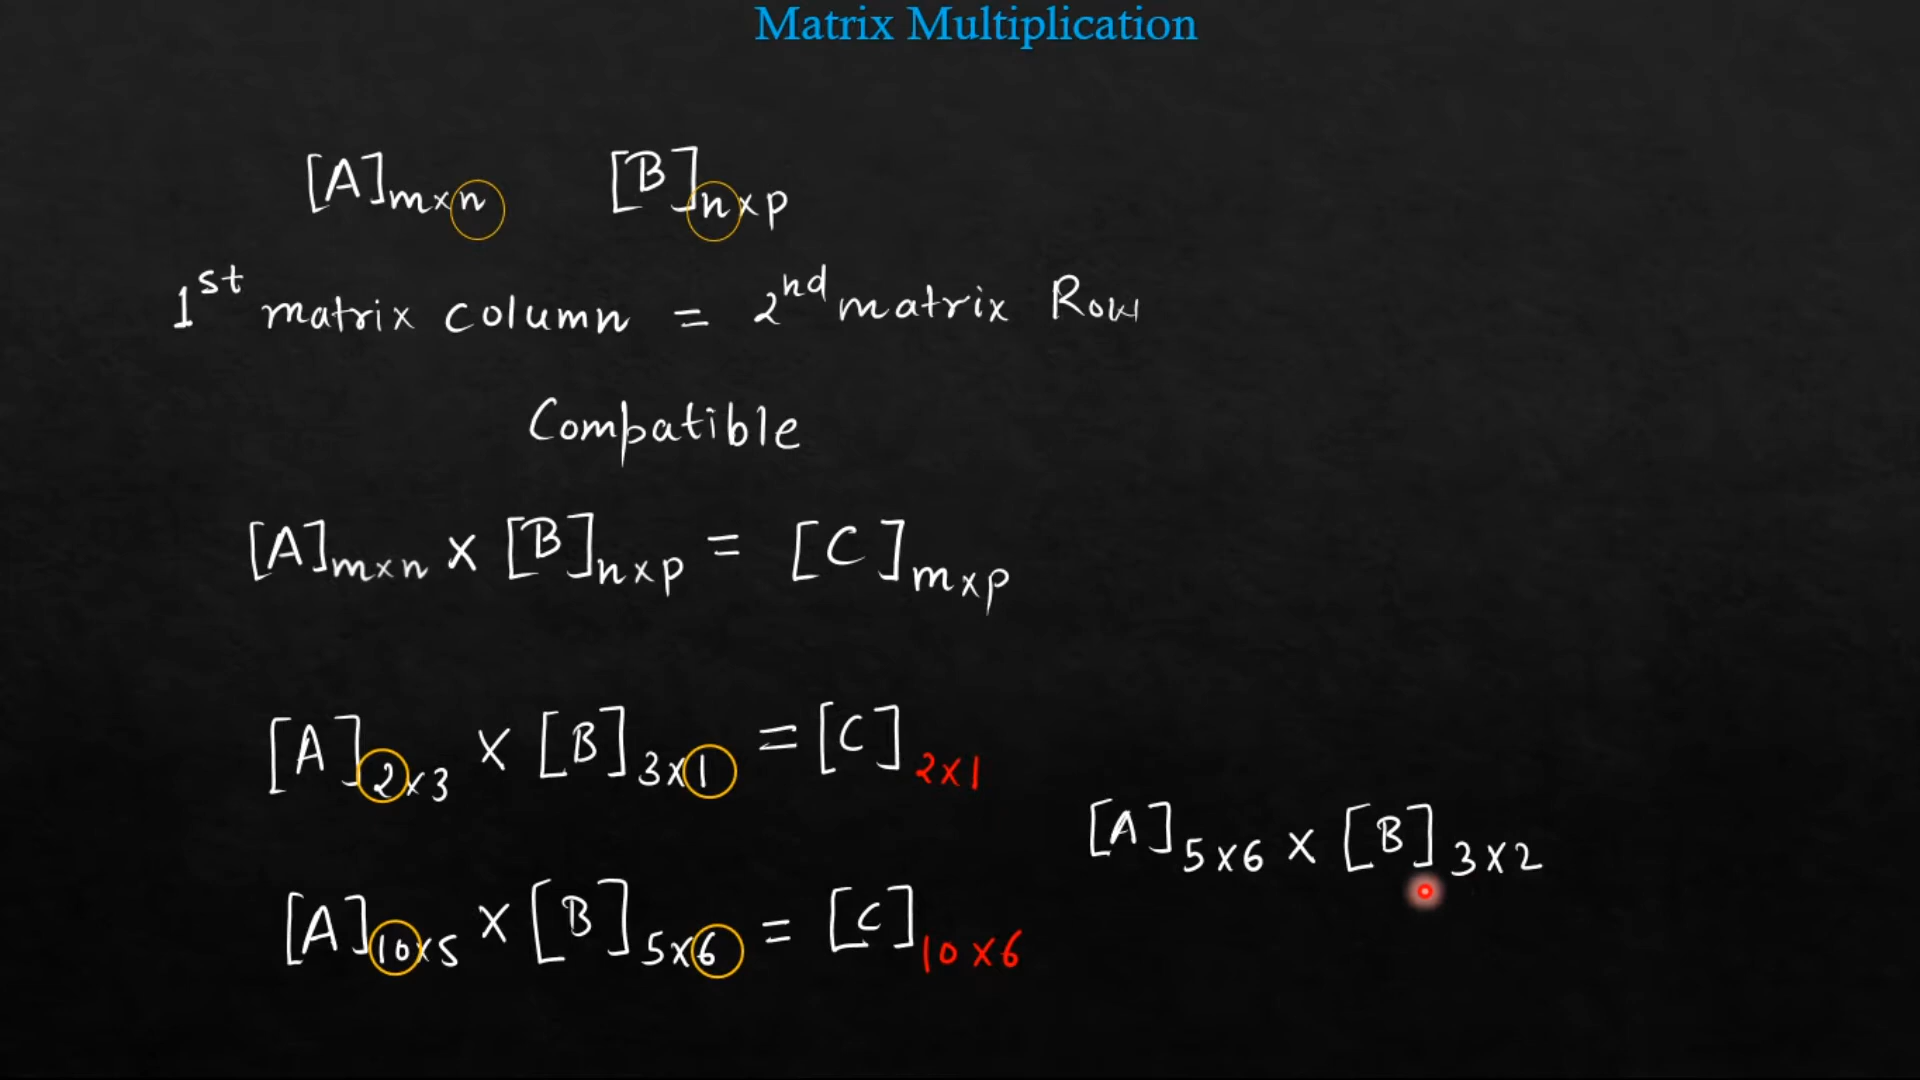 Matrix Multiplication
[A]m×n [B]n×p
1st matrix column = 2nd matrix Row
Compatible
[A]m×n × [B]n×p = [C]m×p
[A]2×3 × [B]3×1 = [C]2×1
[A]5×6 × [B]3×2
[A]10×5 × [B]5×6 = [C]10×6